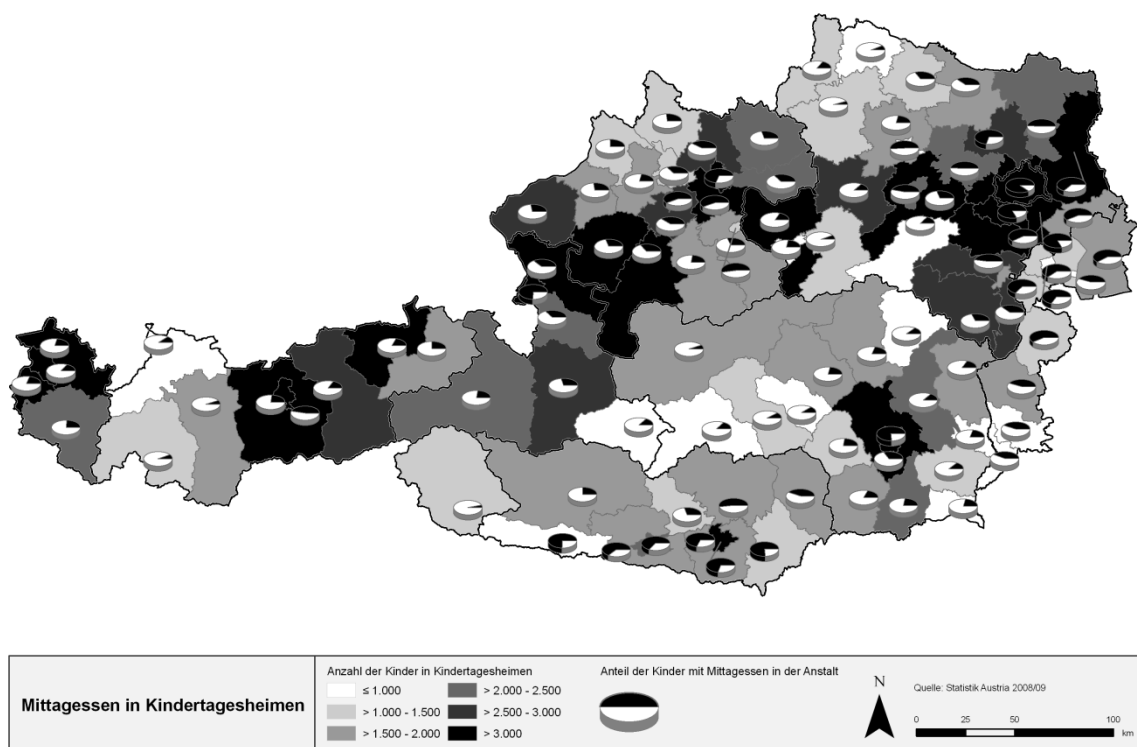 Mittagessen in Kindertagesheimen
Anzahl der Kinder in Kindertagesheimen
≤ 1.000
> 2.000 - 2.500
> 1.000 - 1.500
> 2.500 - 3.000
> 1.500 - 2.000
> 3.000
Anteil der Kinder mit Mittagessen in der Anstalt
N
Quelle: Statistik Austria 2008/09
0 25 50 100
km